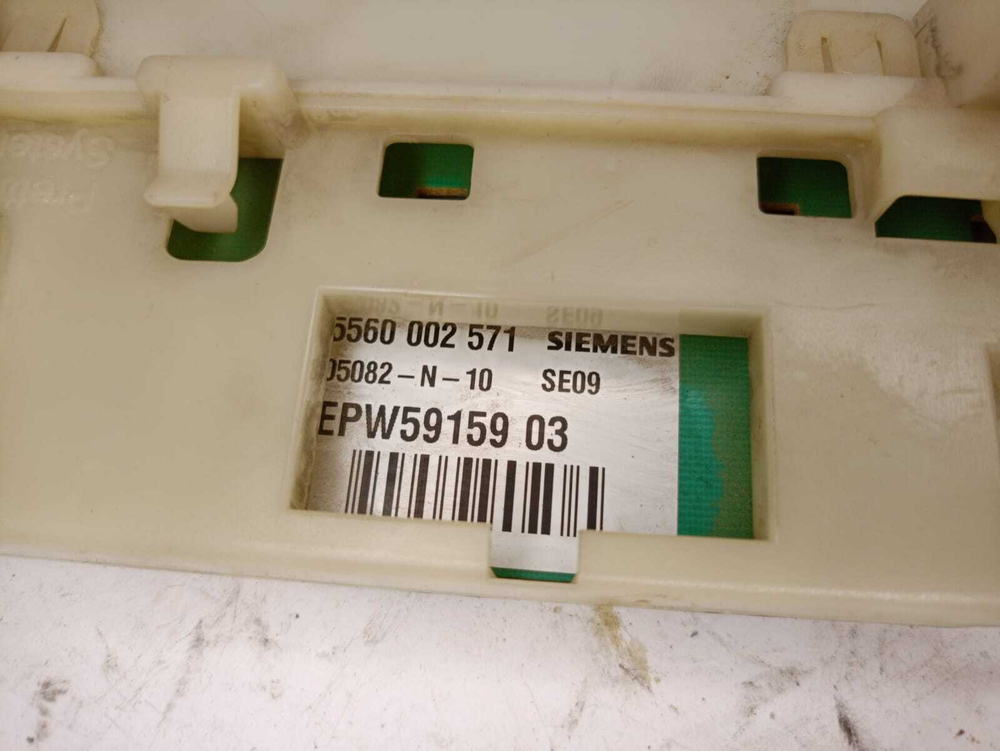 5560 002 571 SIEMENS
05082-N-10 SE09
EPW59159 03